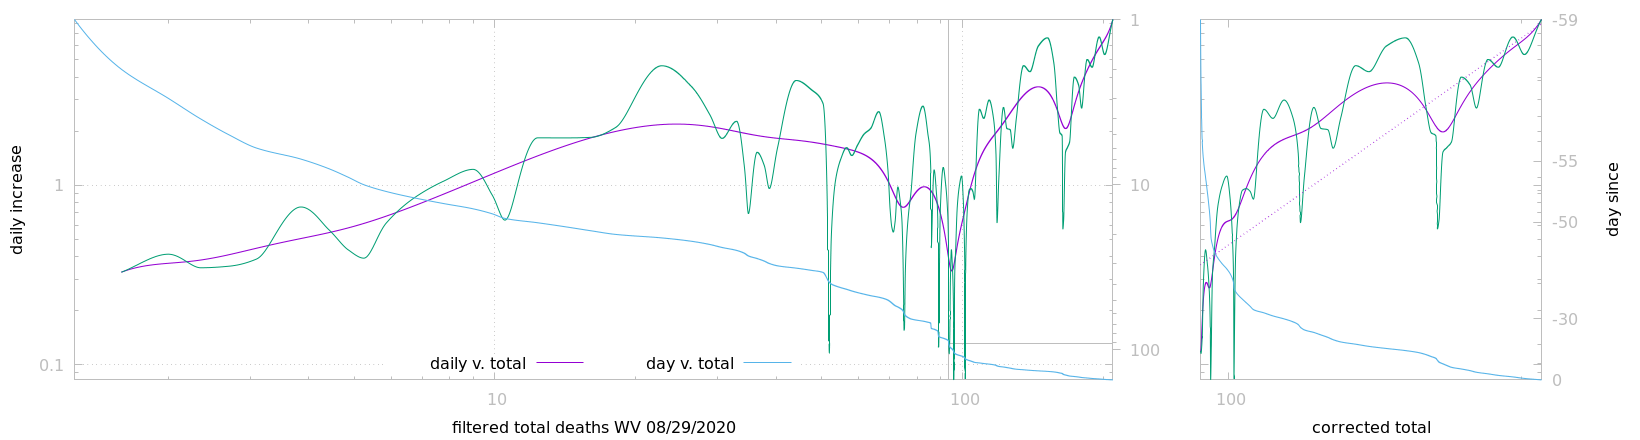 daily increase
1
0.1
daily v. total
day v. total
10
100
filtered total deaths WV 08/29/2020
1
10
100
100
corrected total
-59
-55
-50
-30
0
day since